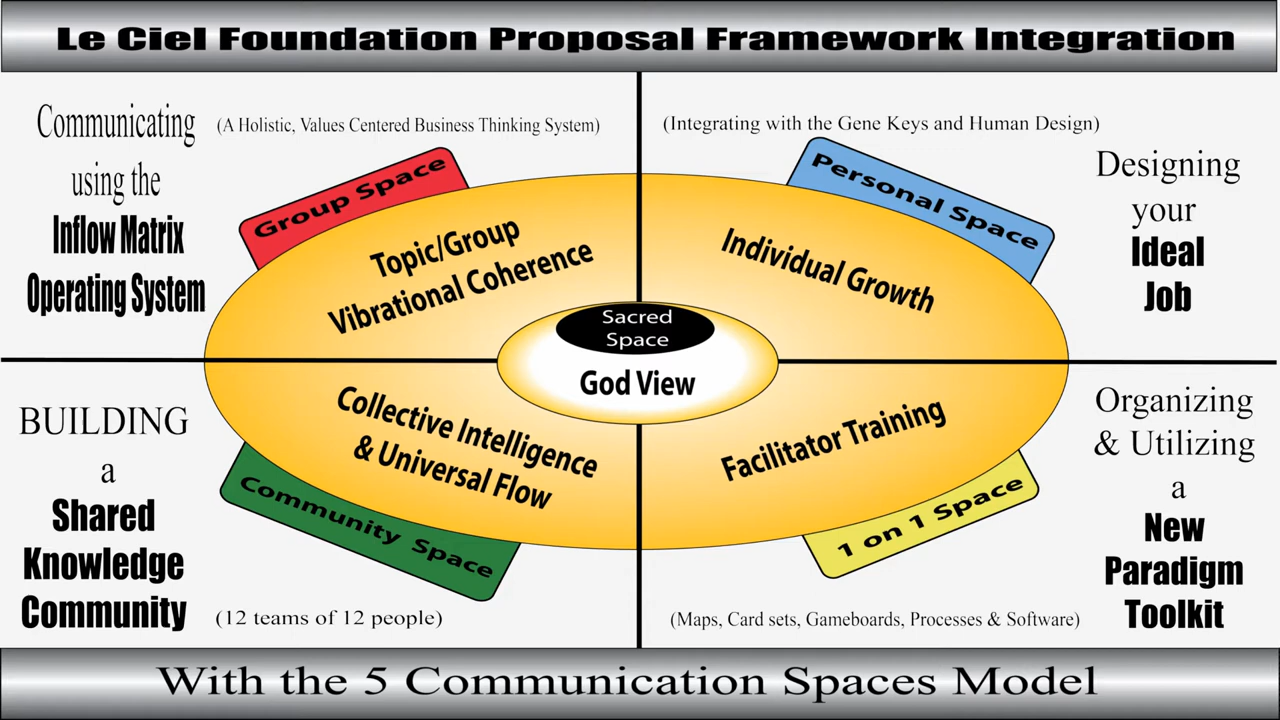 Le Ciel Foundation Proposal Framework Integration
Communicating
using the
Inflow Matrix
Operating System
(A Holistic, Values Centered Business Thinking System)
Group Space
Topic/Group
Vibrational Coherence
(Integrating with the Gene Keys and Human Design)
Personal Space
Individual Growth
Designing
your
Ideal
Job
Sacred
Space
God View
BUILDING
a
Shared
Knowledge
Community
Collective Intelligence
& Universal Flow
Community Space
(12 teams of 12 people)
Facilitator Training
1 on 1 Space
(Maps, Card sets, Gameboards, Processes & Software)
Organizing
& Utilizing
a
New
Paradigm
Toolkit
With the 5 Communication Spaces Model